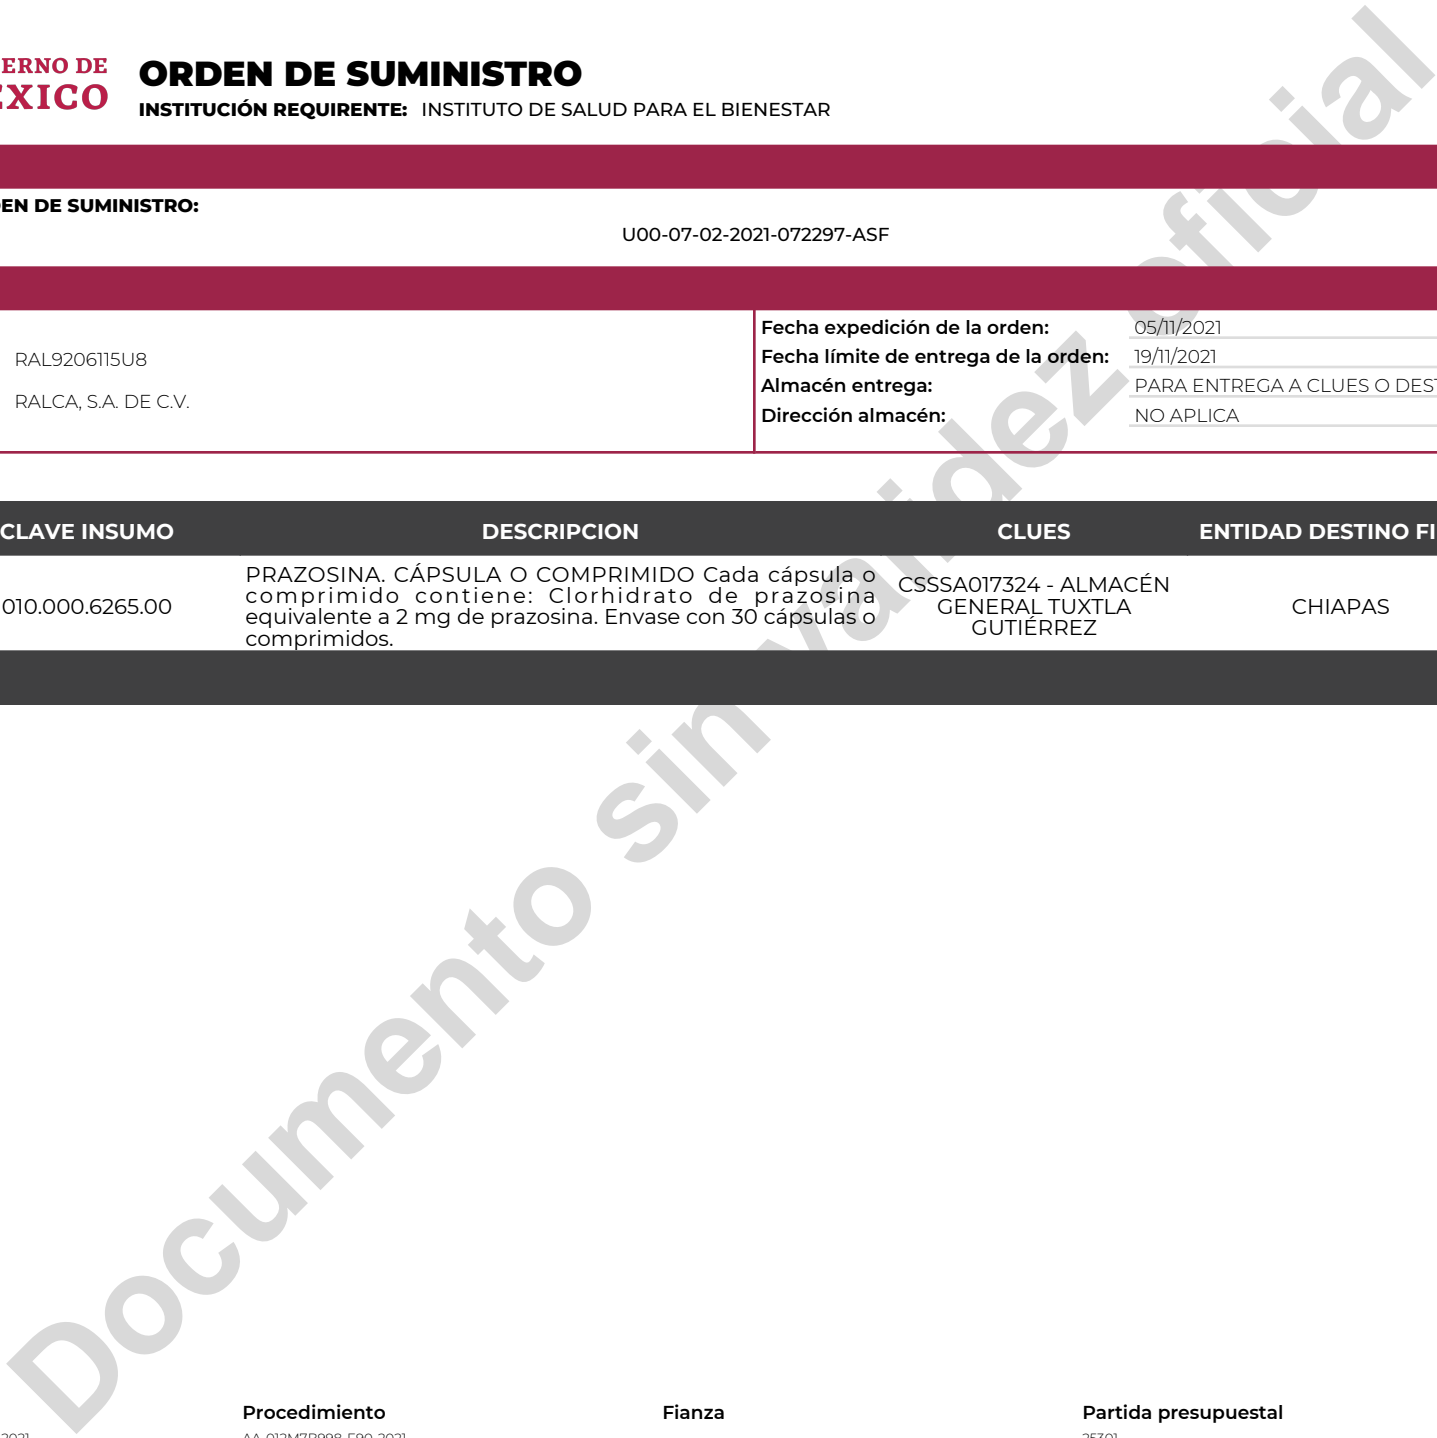 ERNO DE
ÉXICO
ORDEN DE SUMINISTRO
INSTITUCIÓN REQUIRENTE: INSTITUTO DE SALUD PARA EL BIENESTAR
EN DE SUMINISTRO:
U00-07-02-2021-072297-ASF
RAL9206115U8
RALCA, S.A. DE C.V.
Fecha expedición de la orden: 05/11/2021
Fecha límite de entrega de la orden: 19/11/2021
Almacén entrega: PARA ENTREGA A CLUES O DEST
Dirección almacén: NO APLICA
CLAVE INSUMO DESCRIPCION CLUES ENTIDAD DESTINO FI
010.000.6265.00
PRAZOSINA. CÁPSULA O COMPRIMIDO Cada cápsula o
comprimido contiene: Clorhidrato de prazosina
equivalente a 2 mg de prazosina. Envase con 30 cápsulas o
comprimidos.
CSSSA017324 - ALMACÉN
GENERAL TUXTLA
GUTIÉRREZ
CHIAPAS
Documento sin validez oficial
Procedimiento Fianza Partida presupuestal